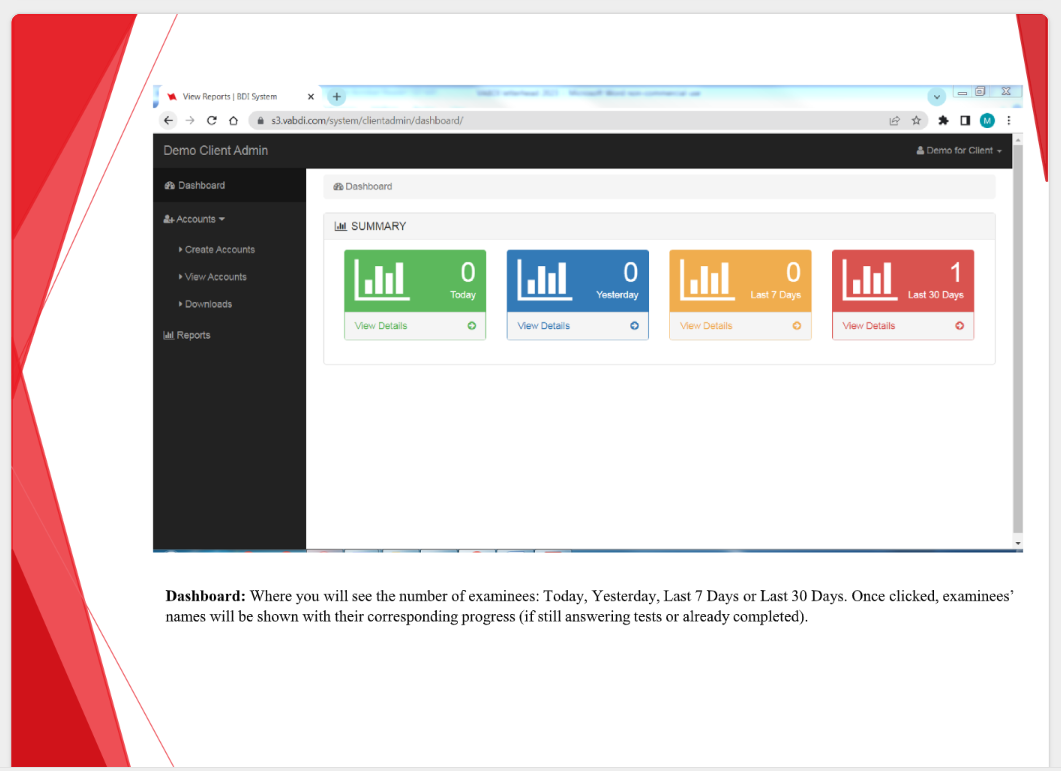 View Reports | BDI System
s3.vabdi.com/system/clientadmin/dashboard/
M
Demo Client Admin
Demo for Client
Dashboard
Accounts
Create Accounts
View Accounts
Downloads
Reports
Dashboard
SUMMARY
0
Today
View Details
0
Yesterday
View Details
0
Last 7 Days
View Details
1
Last 30 Days
View Details
Dashboard: Where you will see the number of examinees: Today, Yesterday, Last 7 Days or Last 30 Days. Once clicked, examinees’
names will be shown with their corresponding progress (if still answering tests or already completed).